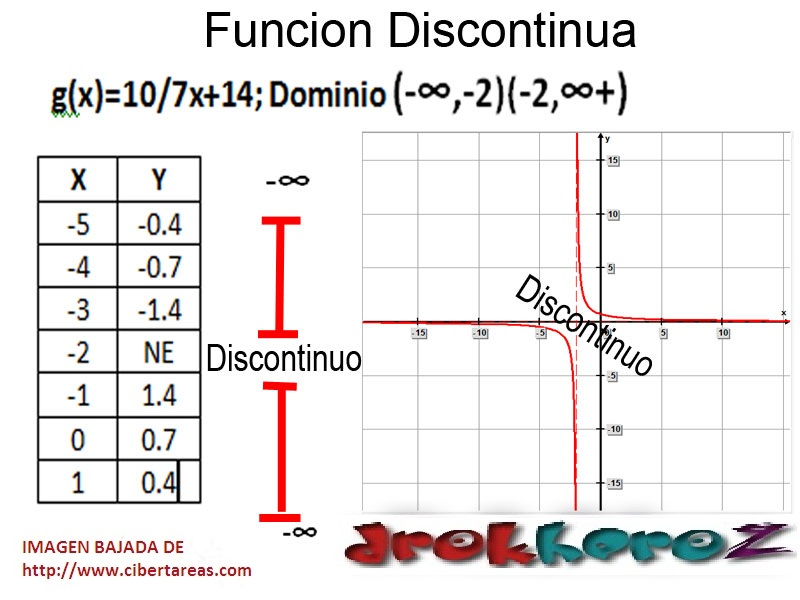 Funcion Discontinua
g(x)=10/7x+14; Dominio (-∞,-2)(-2,∞+)
X Y
-5 -0.4
-4 -0.7
-3 -1.4
-2 NE
-1 1.4
0 0.7
1 0.4
-∞
Discontinuo
-∞
y
15
10
5
x
-15 -10 -5 5 10
Discontinuo
-5
-10
-15
IMAGEN BAJADA DE
http://www.cibertareas.com
drokheroz